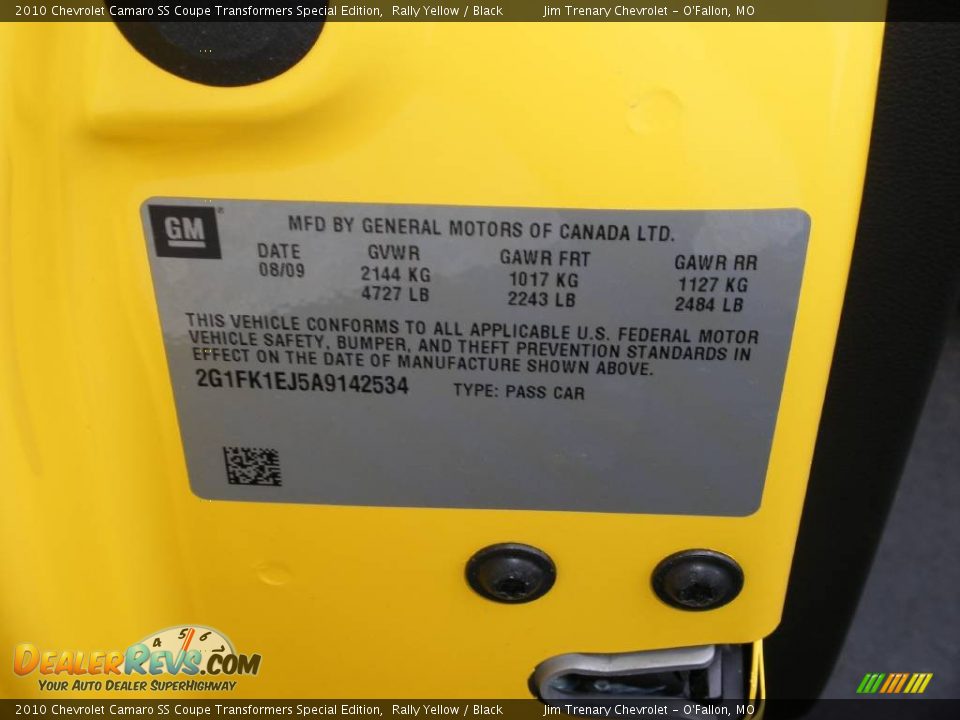 2010 Chevrolet Camaro SS Coupe Transformers Special Edition, Rally Yellow / Black Jim Trenary Chevrolet - O'Fallon, MO
GM MFD BY GENERAL MOTORS OF CANADA LTD.
DATE GVWR GAWR FRT GAWR RR
08/09 2144 KG 1017 KG 1127 KG
4727 LB 2243 LB 2484 LB
THIS VEHICLE CONFORMS TO ALL APPLICABLE U.S. FEDERAL MOTOR
VEHICLE SAFETY, BUMPER, AND THEFT PREVENTION STANDARDS IN
EFFECT ON THE DATE OF MANUFACTURE SHOWN ABOVE.
2G1FK1EJ5A9142534 TYPE: PASS CAR
4 5 6
DEALERREVS.COM
YOUR AUTO DEALER SUPERHIGHWAY
2010 Chevrolet Camaro SS Coupe Transformers Special Edition, Rally Yellow / Black Jim Trenary Chevrolet - O'Fallon, MO